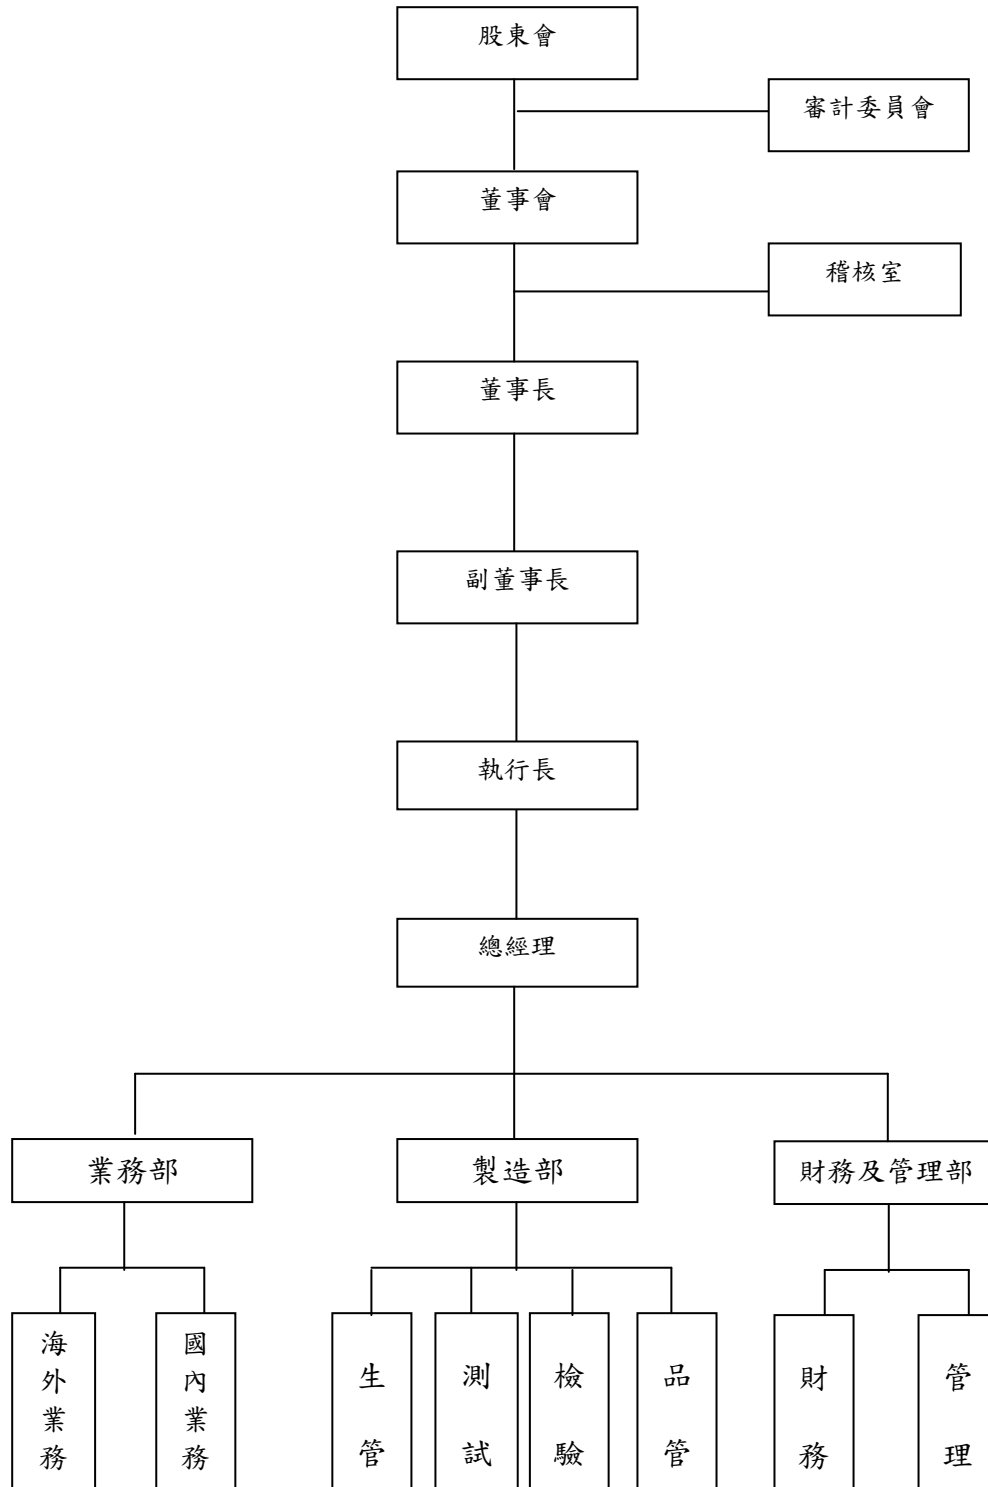 股東會
審計委員會
董事會
稽核室
董事長
副董事長
執行長
總經理
業務部
製造部
財務及管理部
海外業務
國內業務
生管
測試
檢驗
品管
財務
管理